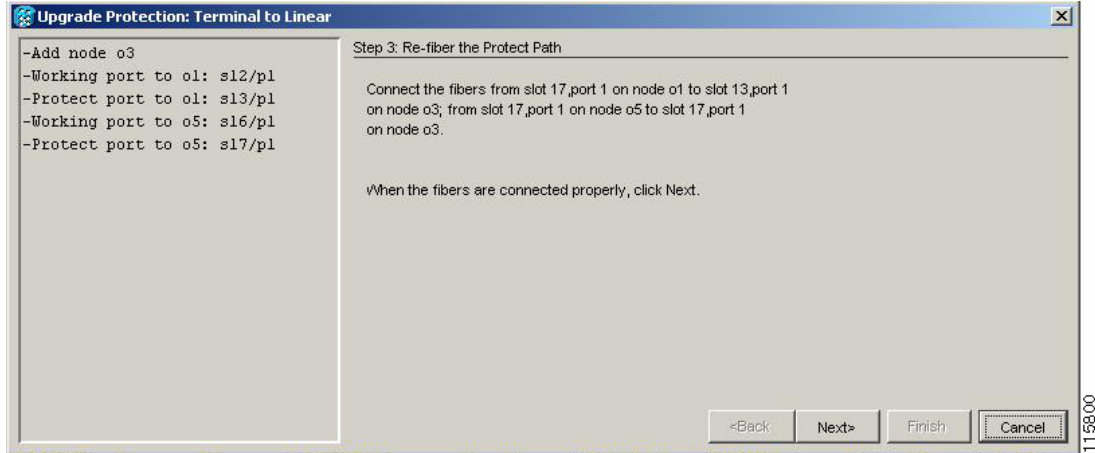 Upgrade Protection: Terminal to Linear
-Add node o3
-Working port to o1: s12/p1
-Protect port to o1: s13/p1
-Working port to o5: s16/p1
-Protect port to o5: s17/p1
Step 3: Re-fiber the Protect Path
Connect the fibers from slot 17,port 1 on node o1 to slot 13,port 1
on node o3; from slot 17,port 1 on node o5 to slot 17,port 1
on node o3.
When the fibers are connected properly, click Next.
<Back Next> Finish Cancel
115800